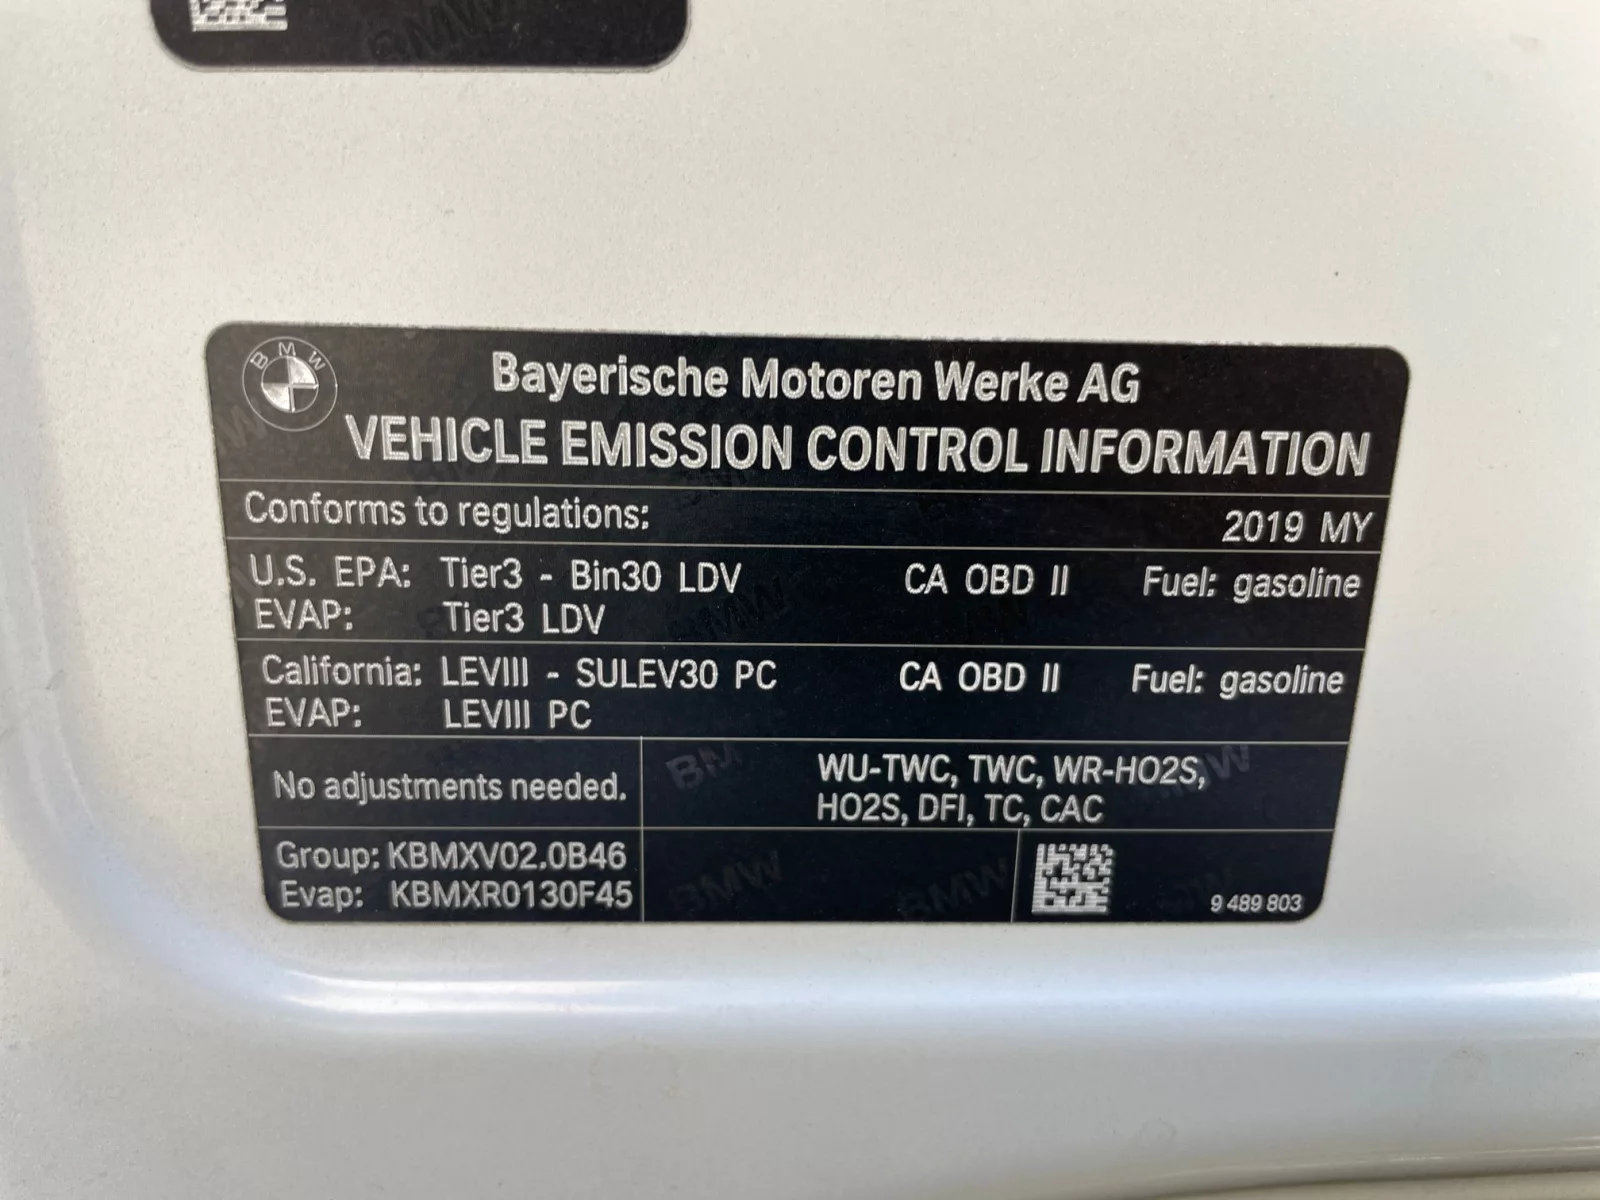 BMW
Bayerische Motoren Werke AG
VEHICLE EMISSION CONTROL INFORMATION
Conforms to regulations: 2019 MY
U.S. EPA: Tier3 - Bin30 LDV CA OBD II Fuel: gasoline
EVAP: Tier3 LDV
California: LEVIII - SULEV30 PC CA OBD II Fuel: gasoline
EVAP: LEVIII PC
No adjustments needed. WU-TWC, TWC, WR-HO2S,
HO2S, DFI, TC, CAC
Group: KBMXV02.0B46
Evap: KBMXR0130F45
9 489 803